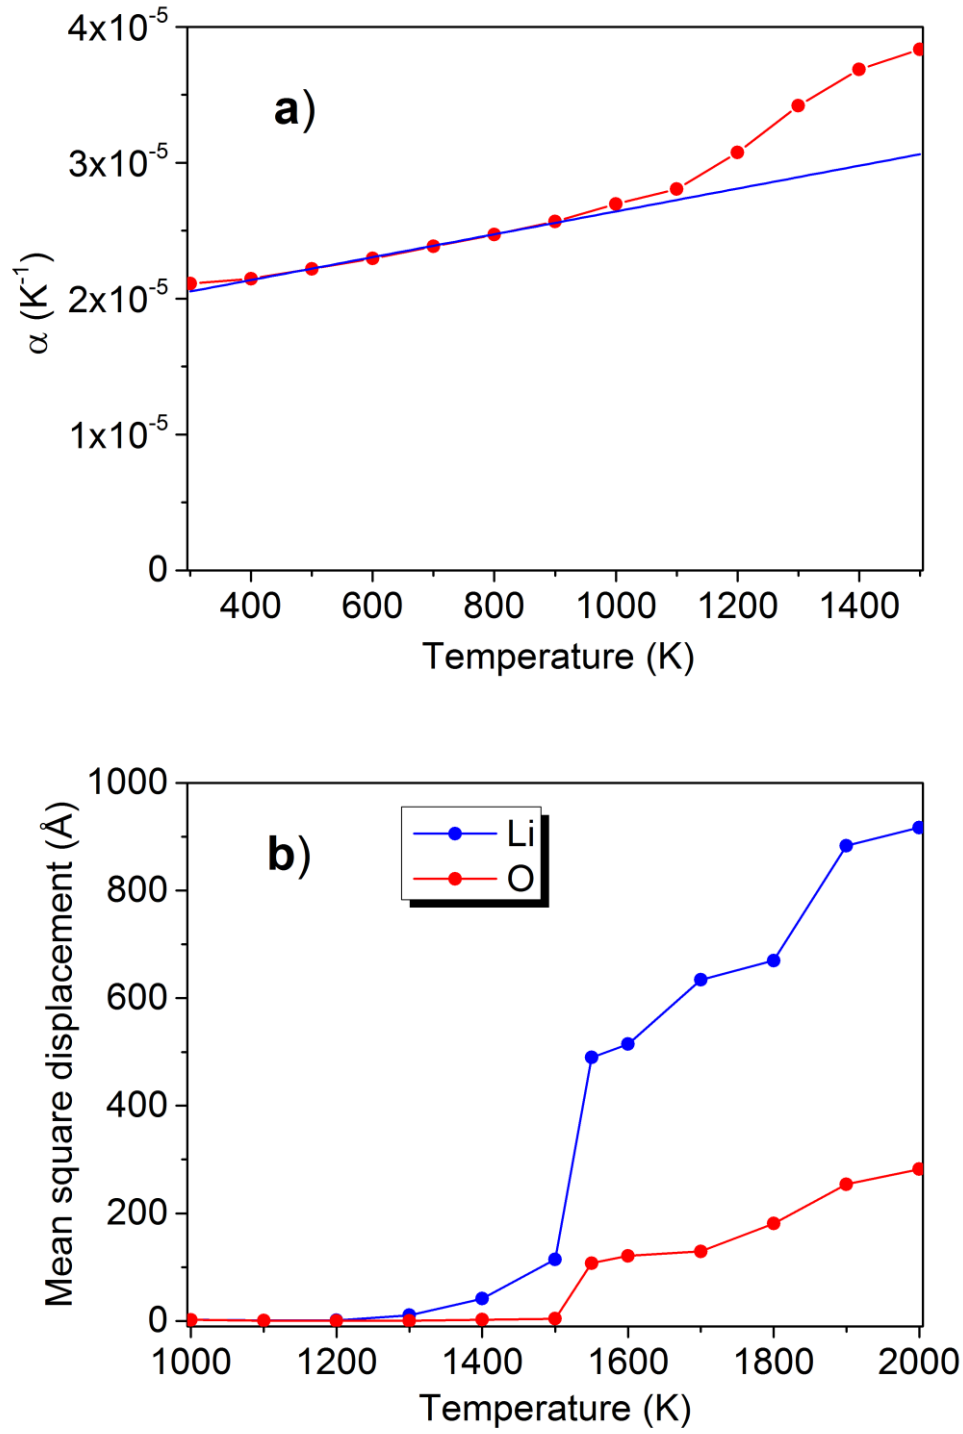 4x10⁻⁵
a)
3x10⁻⁵
2x10⁻⁵
1x10⁻⁵
0
α (K⁻¹)
400 600 800 1000 1200 1400
Temperature (K)
1000
b)
Li
O
800
600
400
200
0
Mean square displacement (Å)
1000 1200 1400 1600 1800 2000
Temperature (K)